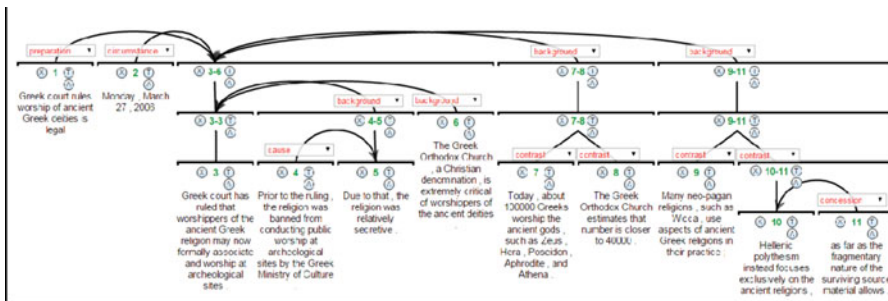 preparation
circumstance
background
background
1
2
3-6
7-8
9-11
Greek court rules
worship of ancient
Greek deities is
legal
Monday , March
27 , 2006
background
background
3-3
4-5
6
7-8
9-11
The Greek
Orthodox Church
, a Christian
denomination , is
extremely critical
of worshipers of
the ancient deities .
cause
contrast
contrast
contrast
contrast
3
4
5
7
8
9
10-11
Greek court has
ruled that
worshippers of the
ancient Greek
religion may now
formally associate
and worship at
archeological
sites .
Prior to the ruling ,
the religion was
banned from
conducting public
worship at
archeological
sites by the Greek
Ministry of Culture .
Due to that , the
religion was
relatively
secretive .
Today , about
100000 Greeks
worship the
ancient gods ,
such as Zeus ,
Hera , Poseidon ,
Aphrodite , and
Athena .
The Greek
Orthodox Church
estimates that
number is closer
to 40000 .
Many neo-pagan
religions , such as
Wicca , use
aspects of ancient
Greek religions in
their practice .
concession
10
11
Hellenic
polytheism
instead focuses
exclusively on the
ancient religions ,
as far as the
fragmentary
nature of the
surviving source
material allows .